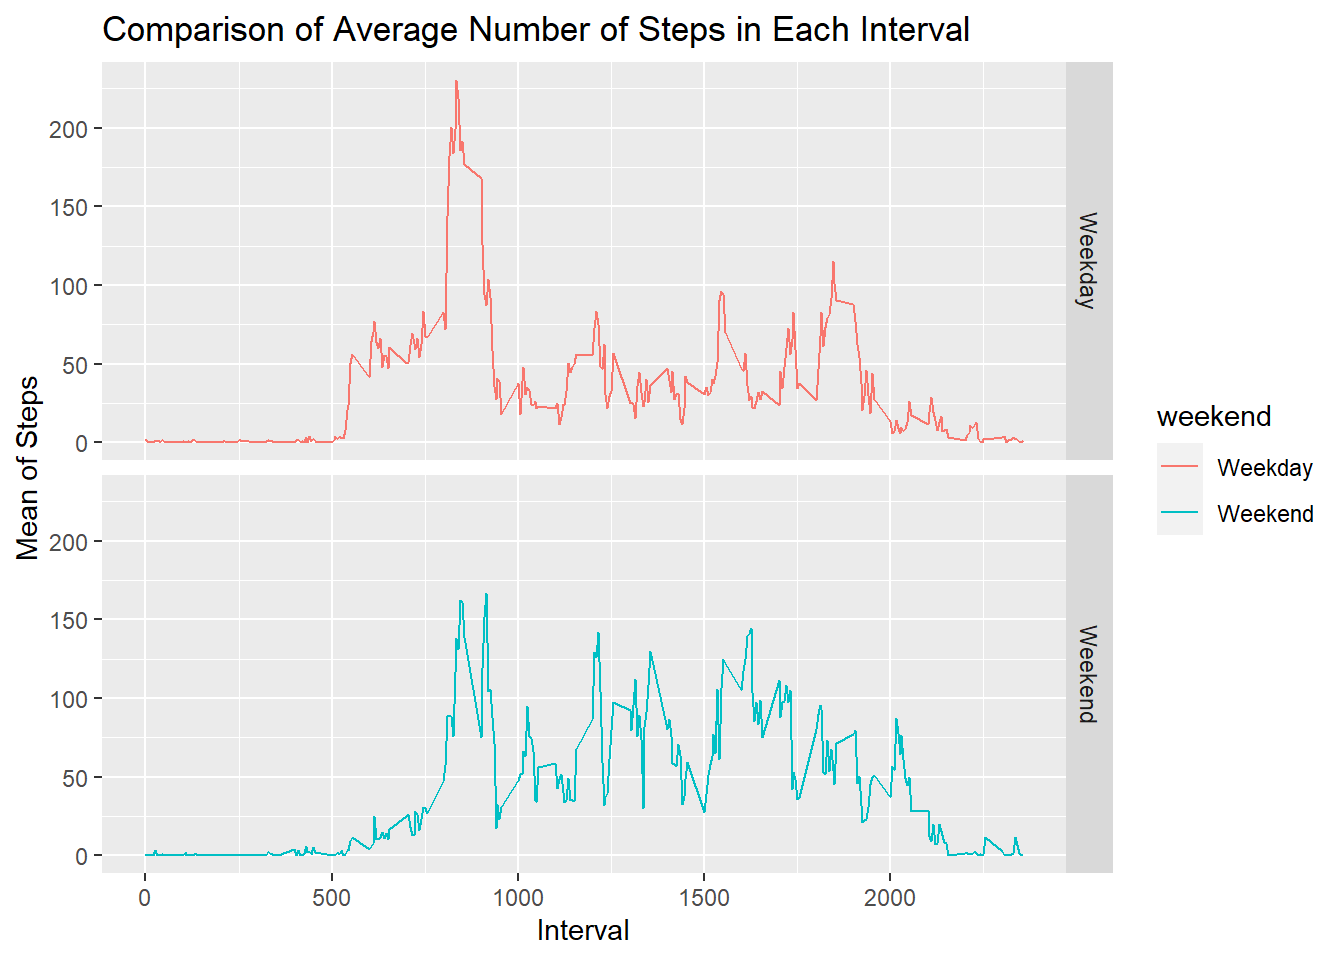 Comparison of Average Number of Steps in Each Interval
Mean of Steps
200
150
100
50
0
Weekday
200
150
100
50
0
Weekend
0 500 1000 1500 2000
Interval
weekend
Weekday
Weekend